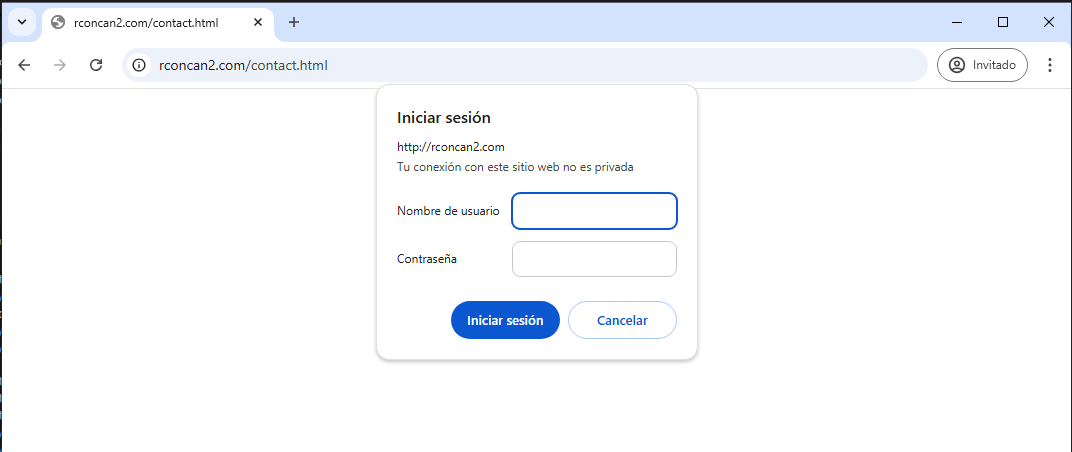 rconcan2.com/contact.html
rconcan2.com/contact.html
Invitado
Iniciar sesión
http://rconcan2.com
Tu conexión con este sitio web no es privada
Nombre de usuario
Contraseña
Iniciar sesión Cancelar